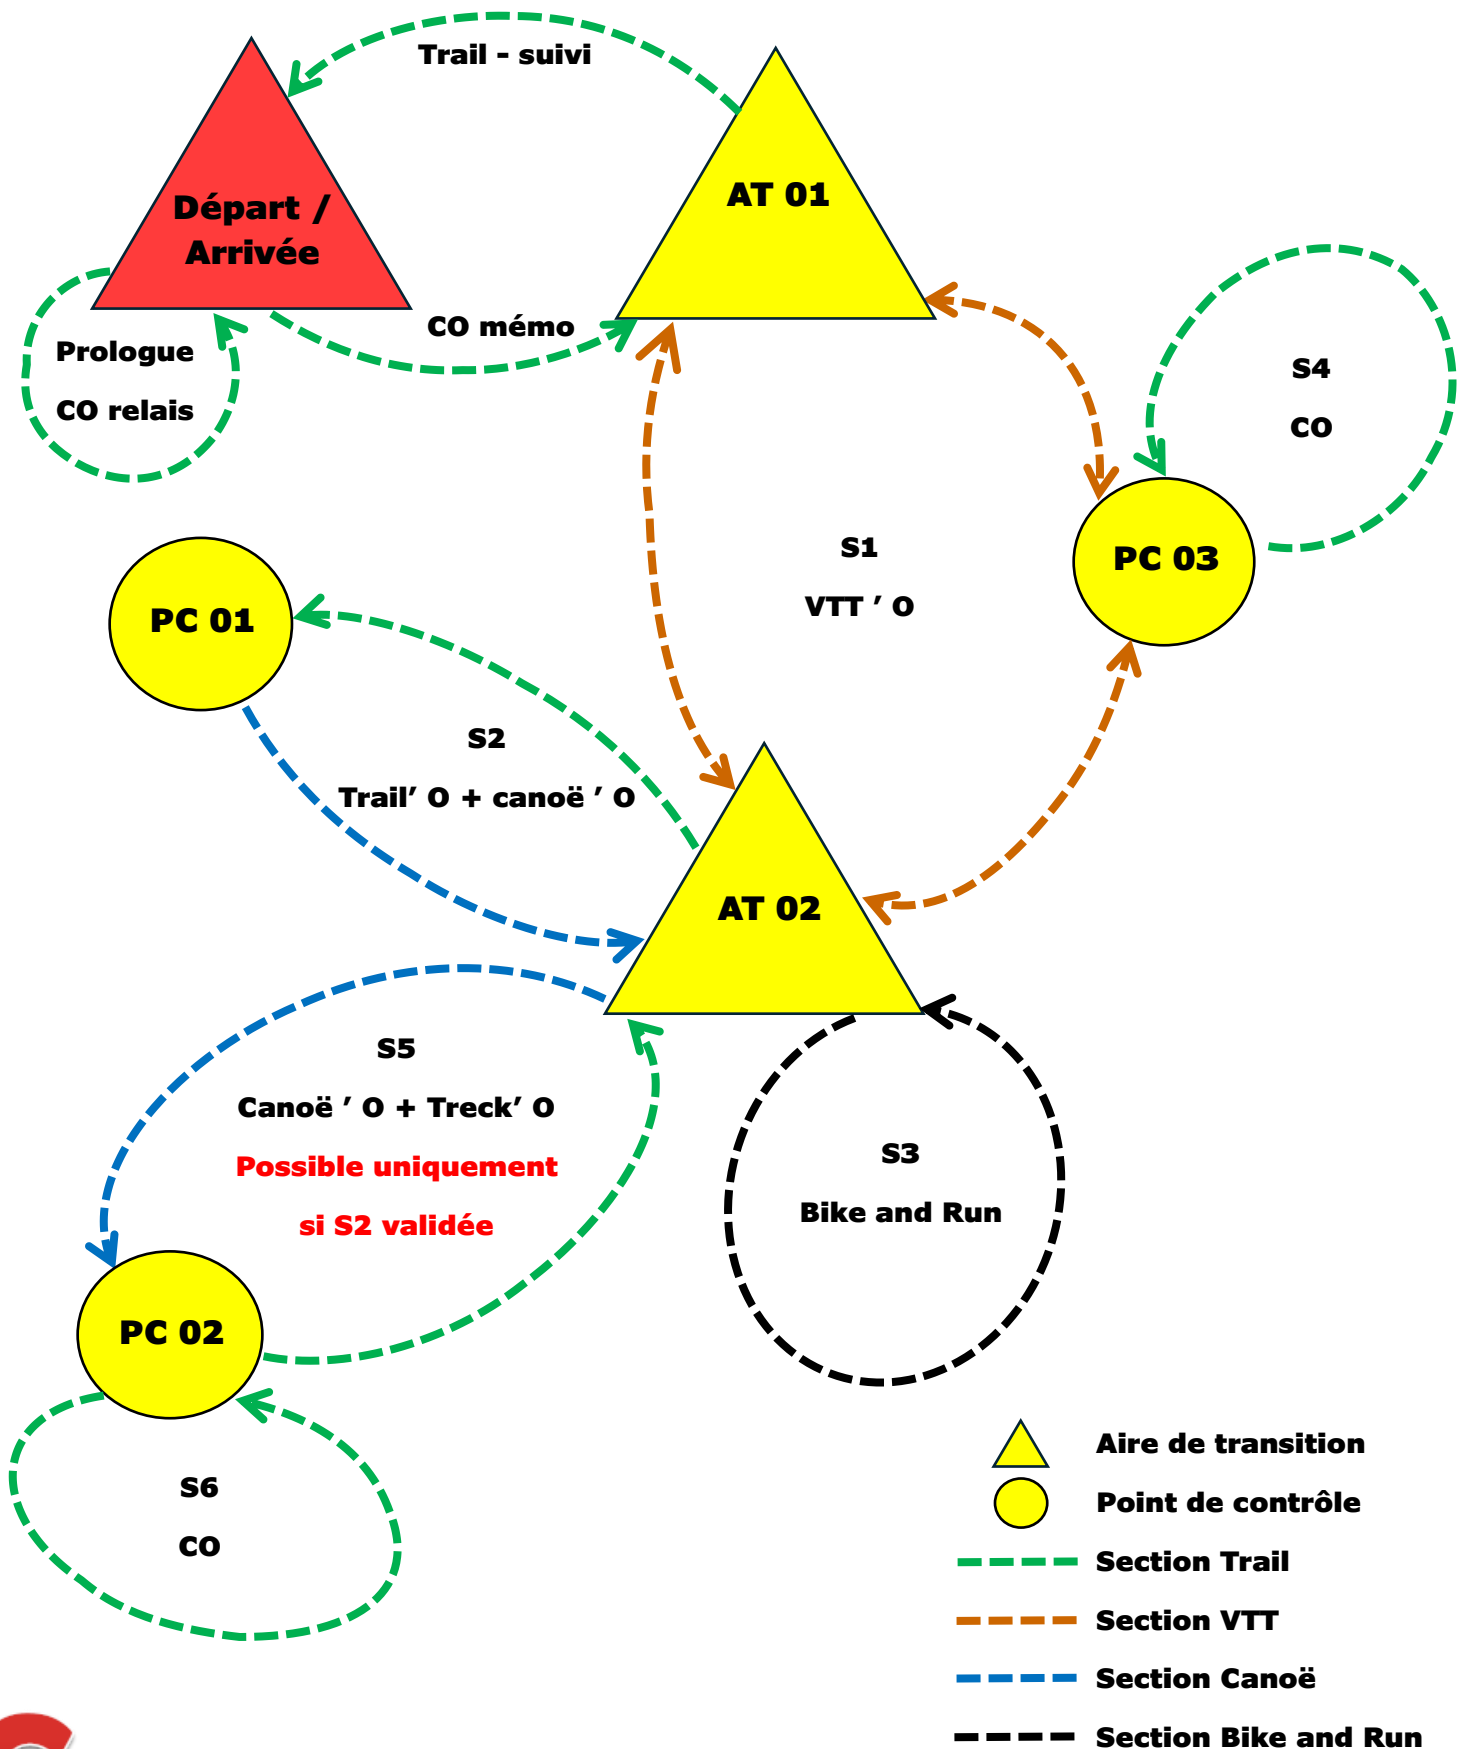 Trail - suivi
AT 01
Départ /
Arrivée
CO mémo
Prologue
CO relais
S4
CO
S1
VTT ’ O
PC 03
PC 01
S2
Trail’ O + canoë ’ O
AT 02
S5
Canoë ’ O + Treck’ O
Possible uniquement
si S2 validée
S3
Bike and Run
PC 02
S6
CO
Aire de transition
Point de contrôle
Section Trail
Section VTT
Section Canoë
Section Bike and Run